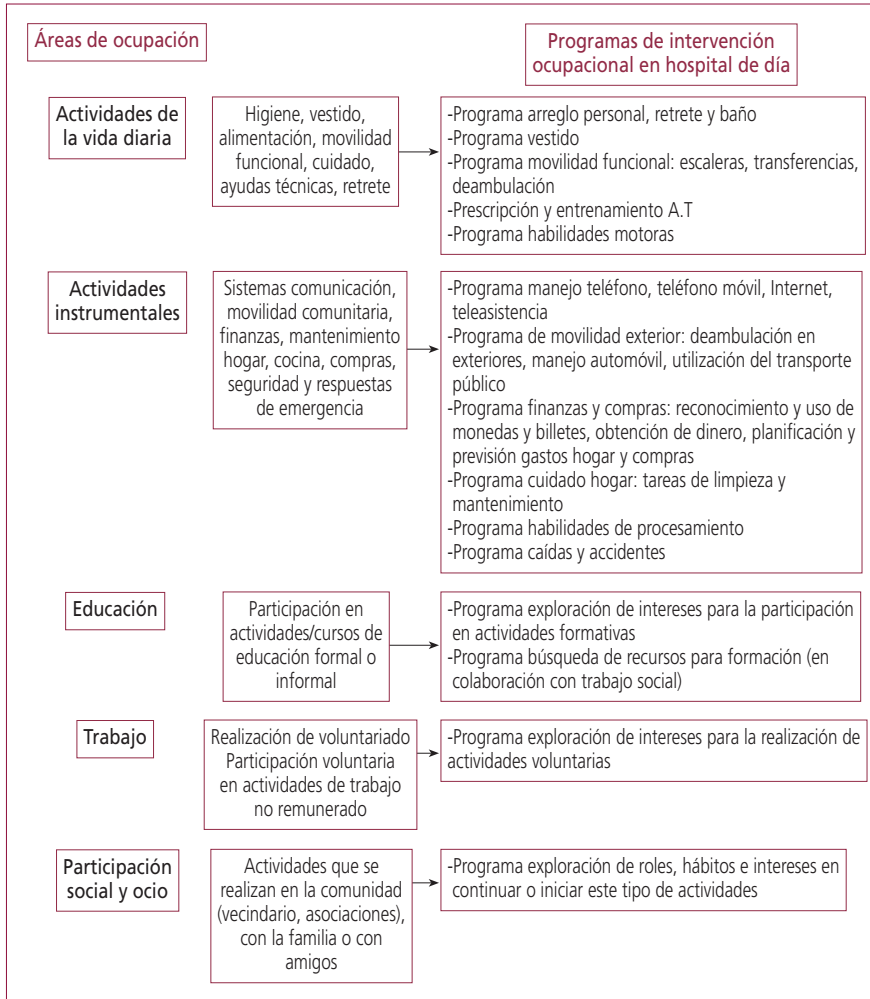 Áreas de ocupación
Programas de intervención
ocupacional en hospital de día
Actividades de
la vida diaria
Higiene, vestido,
alimentación, movilidad
funcional, cuidado,
ayudas técnicas, retrete
-Programa arreglo personal, retrete y baño
-Programa vestido
-Programa movilidad funcional: escaleras, transferencias,
deambulación
-Prescripción y entrenamiento A.T
-Programa habilidades motoras
Actividades
instrumentales
Sistemas comunicación,
movilidad comunitaria,
finanzas, mantenimiento
hogar, cocina, compras,
seguridad y respuestas
de emergencia
-Programa manejo teléfono, teléfono móvil, Internet,
teleasistencia
-Programa de movilidad exterior: deambulación en
exteriores, manejo automóvil, utilización del transporte
público
-Programa finanzas y compras: reconocimiento y uso de
monedas y billetes, obtención de dinero, planificación y
previsión gastos hogar y compras
-Programa cuidado hogar: tareas de limpieza y
mantenimiento
-Programa habilidades de procesamiento
-Programa caídas y accidentes
Educación
Participación en
actividades/cursos de
educación formal o
informal
-Programa exploración de intereses para la participación
en actividades formativas
-Programa búsqueda de recursos para formación (en
colaboración con trabajo social)
Trabajo
Realización de voluntariado
Participación voluntaria
en actividades de trabajo
no remunerado
-Programa exploración de intereses para la realización de
actividades voluntarias
Participación
social y ocio
Actividades que se
realizan en la comunidad
(vecindario, asociaciones),
con la familia o con
amigos
-Programa exploración de roles, hábitos e intereses en
continuar o iniciar este tipo de actividades